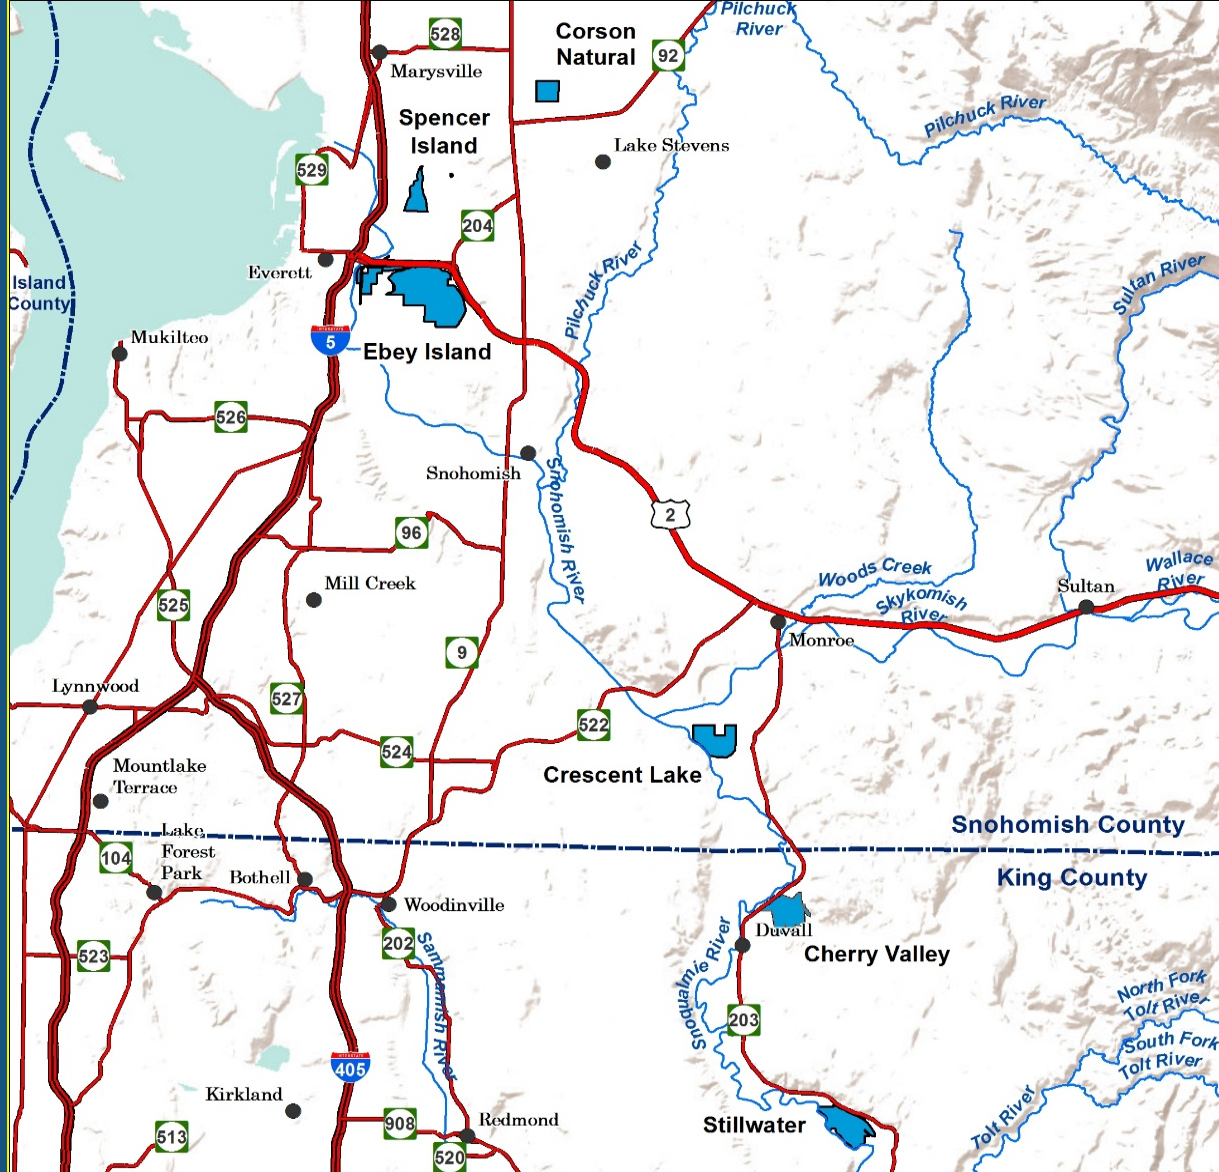 Pilchuck
River
528
Corson
Natural
92
Marysville
Spencer
Island
Pilchuck River
Lake Stevens
529
204
Everett
Island
County
Pilchuck River
Sultan River
Mukilteo
INTERSTATE
5
Ebey Island
526
Snohomish
Snohomish River
2
96
Mill Creek
Woods Creek
Skykomish
River
Sultan
Wallace
River
525
Monroe
9
Lynnwood
527
522
524
Crescent Lake
Mountlake
Terrace
Snohomish County
King County
Lake
Forest
Park
104
Bothell
Woodinville
Duvall
Cherry Valley
202
Sammamish River
523
Snoqualmie River
203
North Fork
Tolt River
South Fork
Tolt River
INTERSTATE
405
Kirkland
908
Redmond
Stillwater
Tolt River
513
520